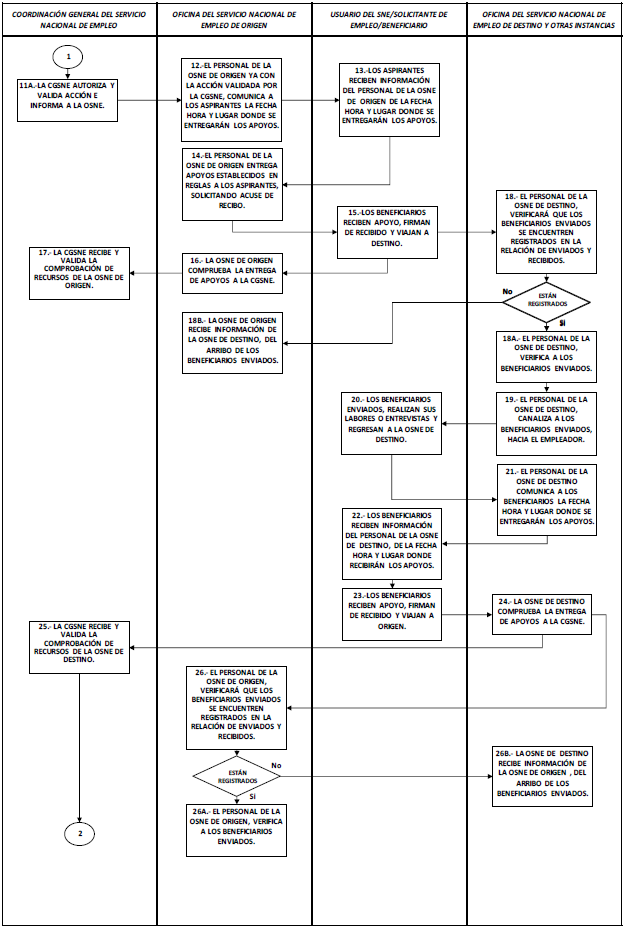 COORDINACIÓN GENERAL DEL SERVICIO
NACIONAL DE EMPLEO
OFICINA DEL SERVICIO NACIONAL DE
EMPLEO DE ORIGEN
USUARIO DEL SNE/SOLICITANTE DE
EMPLEO/BENEFICIARIO
OFICINA DEL SERVICIO NACIONAL DE
EMPLEO DE DESTINO Y OTRAS INSTANCIAS
1
11A.-LA CGSNE AUTORIZA Y
VALIDA ACCIÓN E
INFORMA A LA OSNE.
12.-EL PERSONAL DE LA
OSNE DE ORIGEN YA CON
LA ACCIÓN VALIDADA POR
LA CGSNE, COMUNICA A
LOS ASPIRANTES LA FECHA
HORA Y LUGAR DONDE SE
ENTREGARÁN LOS APOYOS.
13.-LOS ASPIRANTES
RECIBEN INFORMACIÓN
DEL PERSONAL DE LA OSNE
DE ORIGEN DE LA FECHA
HORA Y LUGAR DONDE SE
ENTREGARÁN LOS APOYOS.
14.-EL PERSONAL DE LA
OSNE DE ORIGEN ENTREGA
APOYOS ESTABLECIDOS EN
REGLAS A LOS ASPIRANTES,
SOLICITANDO ACUSE DE
RECIBO.
15.-LOS BENEFICIARIOS
RECIBEN APOYO, FIRMAN
DE RECIBIDO Y VIAJAN A
DESTINO.
18.- EL PERSONAL DE LA
OSNE DE DESTINO,
VERIFICARÁ QUE LOS
BENEFICIARIOS ENVIADOS
SE ENCUENTREN
REGISTRADOS EN LA
RELACIÓN DE ENVIADOS Y
RECIBIDOS.
17.- LA CGSNE RECIBE Y
VALIDA LA
COMPROBACIÓN DE
RECURSOS DE LA OSNE DE
ORIGEN.
16.- LA OSNE DE ORIGEN
COMPRUEBA LA ENTREGA
DE APOYOS A LA CGSNE.
No
ESTÁN
REGISTRADOS
Si
18B.- LA OSNE DE ORIGEN
RECIBE INFORMACIÓN DE
LA OSNE DE DESTINO, DEL
ARRIBO DE LOS
BENEFICIARIOS ENVIADOS.
18A.- EL PERSONAL DE LA
OSNE DE DESTINO,
VERIFICA A LOS
BENEFICIARIOS ENVIADOS.
20.- LOS BENEFICIARIOS
ENVIADOS, REALIZAN SUS
LABORES O ENTREVISTAS Y
REGRESAN A LA OSNE DE
DESTINO.
19.- EL PERSONAL DE LA
OSNE DE DESTINO,
CANALIZA A LOS
BENEFICIARIOS ENVIADOS,
HACIA EL EMPLEADOR.
21.- EL PERSONAL DE LA
OSNE DE DESTINO
COMUNICA A LOS
BENEFICIARIOS LA FECHA
HORA Y LUGAR DONDE SE
ENTREGARÁN LOS APOYOS.
22.- LOS BENEFICIARIOS
RECIBEN INFORMACIÓN
DEL PERSONAL DE LA OSNE
DE DESTINO, DE LA FECHA
HORA Y LUGAR DONDE
RECIBIRÁN LOS APOYOS.
23.-LOS BENEFICIARIOS
RECIBEN APOYO, FIRMAN
DE RECIBIDO Y VIAJAN A
ORIGEN.
24.- LA OSNE DE DESTINO
COMPRUEBA LA ENTREGA
DE APOYOS A LA CGSNE.
25.- LA CGSNE RECIBE Y
VALIDA LA
COMPROBACIÓN DE
RECURSOS DE LA OSNE DE
DESTINO.
26.- EL PERSONAL DE LA
OSNE DE ORIGEN,
VERIFICARÁ QUE LOS
BENEFICIARIOS ENVIADOS
SE ENCUENTREN
REGISTRADOS EN LA
RELACIÓN DE ENVIADOS Y
RECIBIDOS.
ESTÁN
REGISTRADOS
No
Si
26B.- LA OSNE DE DESTINO
RECIBE INFORMACIÓN DE
LA OSNE DE ORIGEN , DEL
ARRIBO DE LOS
BENEFICIARIOS ENVIADOS.
26A.- EL PERSONAL DE LA
OSNE DE ORIGEN, VERIFICA
A LOS BENEFICIARIOS
ENVIADOS.
2